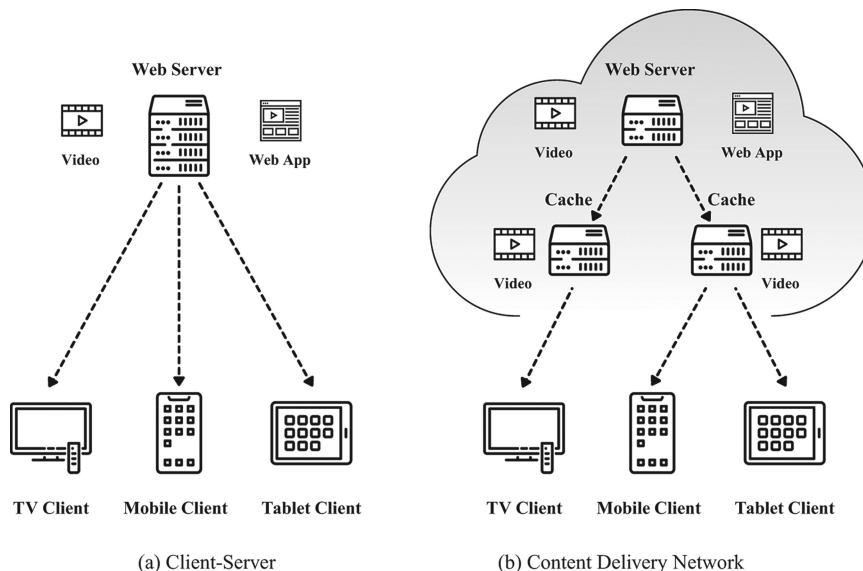 Web Server
Video
Web App
TV Client
Mobile Client
Tablet Client
(a) Client-Server
Web Server
Video
Web App
Cache
Cache
Video
Video
TV Client
Mobile Client
Tablet Client
(b) Content Delivery Network